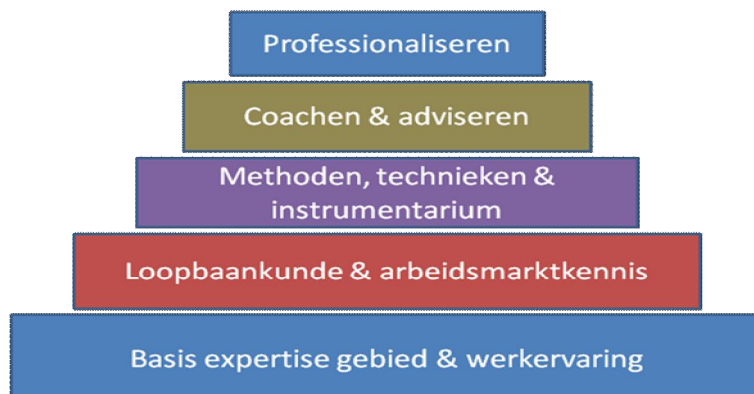 Professionaliseren
Coachen & adviseren
Methoden, technieken &
instrumentarium
Loopbaankunde & arbeidsmarktkennis
Basis expertise gebied & werkervaring